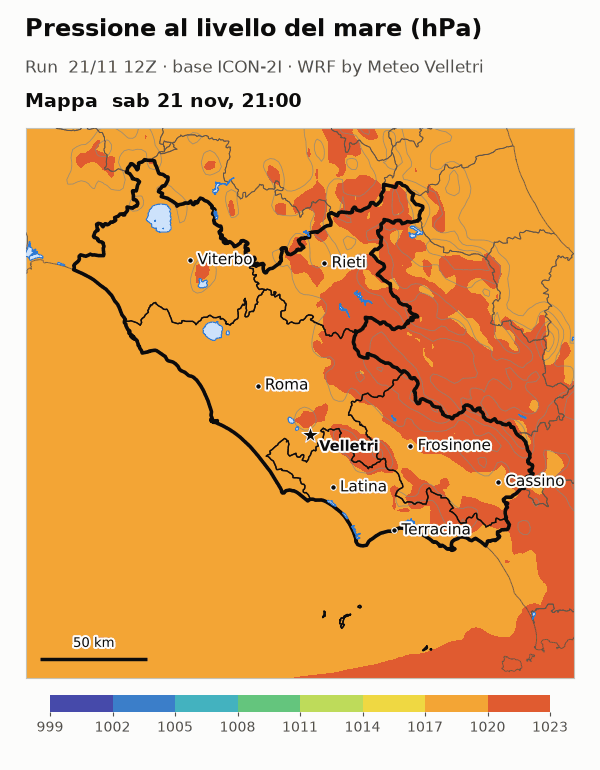 Pressione al livello del mare (hPa)
Run  21/11 12Z · base ICON-2I · WRF by Meteo Velletri
Mappa  sab 21 nov, 21:00
Viterbo
Rieti
Roma
Velletri
Frosinone
Cassino
Latina
Terracina
50 km
999 1002 1005 1008 1011 1014 1017 1020 1023